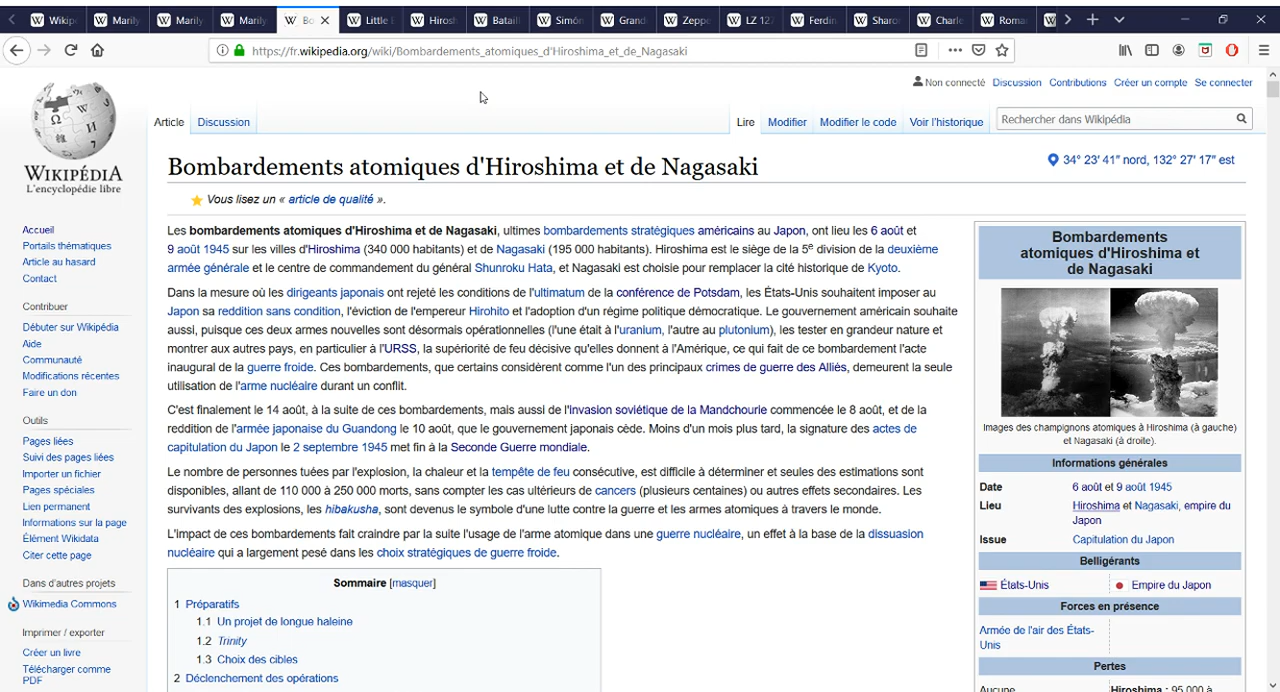 Wikip
Marily
Marily
Marily
Bo
Little
Hirosh
Batail
Simón
Grand
Zeppe
LZ 12
Ferdin
Sharo
Charle
Roma
https://fr.wikipedia.org/wiki/Bombardements_atomiques_d'Hiroshima_et_de_Nagasaki
Non connecté Discussion Contributions Créer un compte Se connecter
Article Discussion Lire Modifier Modifier le code Voir l'historique Rechercher dans Wikipédia
WIKIPÉDIA
L'encyclopédie libre
Accueil
Portails thématiques
Article au hasard
Contact
Contribuer
Débuter sur Wikipédia
Aide
Communauté
Modifications récentes
Faire un don
Outils
Pages liées
Suivi des pages liées
Importer un fichier
Pages spéciales
Lien permanent
Informations sur la page
Élément Wikidata
Citer cette page
Dans d'autres projets
Wikimedia Commons
Imprimer / exporter
Créer un livre
Télécharger comme
PDF
Bombardements atomiques d'Hiroshima et de Nagasaki
34° 23′ 41″ nord, 132° 27′ 17″ est
Vous lisez un « article de qualité ».
Les bombardements atomiques d'Hiroshima et de Nagasaki, ultimes bombardements stratégiques américains au Japon, ont lieu les 6 août et
9 août 1945 sur les villes d'Hiroshima (340 000 habitants) et de Nagasaki (195 000 habitants). Hiroshima est le siège de la 5e division de la deuxième
armée générale et le centre de commandement du général Shunroku Hata, et Nagasaki est choisie pour remplacer la cité historique de Kyoto.
Dans la mesure où les dirigeants japonais ont rejeté les conditions de l'ultimatum de la conférence de Potsdam, les États-Unis souhaitent imposer au
Japon sa reddition sans condition, l'éviction de l'empereur Hirohito et l'adoption d'un régime politique démocratique. Le gouvernement américain souhaite
aussi, puisque ces deux armes nouvelles sont désormais opérationnelles (l'une était à l'uranium, l'autre au plutonium), les tester en grandeur nature et
montrer aux autres pays, en particulier à l'URSS, la supériorité de feu décisive qu'elles donnent à l'Amérique, ce qui fait de ce bombardement l'acte
inaugural de la guerre froide. Ces bombardements, que certains considèrent comme l'un des principaux crimes de guerre des Alliés, demeurent la seule
utilisation de l'arme nucléaire durant un conflit.
C'est finalement le 14 août, à la suite de ces bombardements, mais aussi de l'invasion soviétique de la Mandchourie commencée le 8 août, et de la
reddition de l'armée japonaise du Guandong le 10 août, que le gouvernement japonais cède. Moins d'un mois plus tard, la signature des actes de
capitulation du Japon le 2 septembre 1945 met fin à la Seconde Guerre mondiale.
Le nombre de personnes tuées par l'explosion, la chaleur et la tempête de feu consécutive, est difficile à déterminer et seules des estimations sont
disponibles, allant de 110 000 à 250 000 morts, sans compter les cas ultérieurs de cancers (plusieurs centaines) ou autres effets secondaires. Les
survivants des explosions, les hibakusha, sont devenus le symbole d'une lutte contre la guerre et les armes atomiques à travers le monde.
L'impact de ces bombardements fait craindre par la suite l'usage de l'arme atomique dans une guerre nucléaire, un effet à la base de la dissuasion
nucléaire qui a largement pesé dans les choix stratégiques de guerre froide.
Sommaire [masquer]
1 Préparatifs
1.1 Un projet de longue haleine
1.2 Trinity
1.3 Choix des cibles
2 Déclenchement des opérations
Bombardements
atomiques d'Hiroshima et
de Nagasaki
Images des champignons atomiques à Hiroshima (à gauche)
et Nagasaki (à droite).
Informations générales
Date 6 août et 9 août 1945
Lieu Hiroshima et Nagasaki, empire du
Japon
Issue Capitulation du Japon
Belligérants
États-Unis Empire du Japon
Forces en présence
Armée de l'air des États-
Unis
Pertes
Aucune Hiroshima : 95 000 à